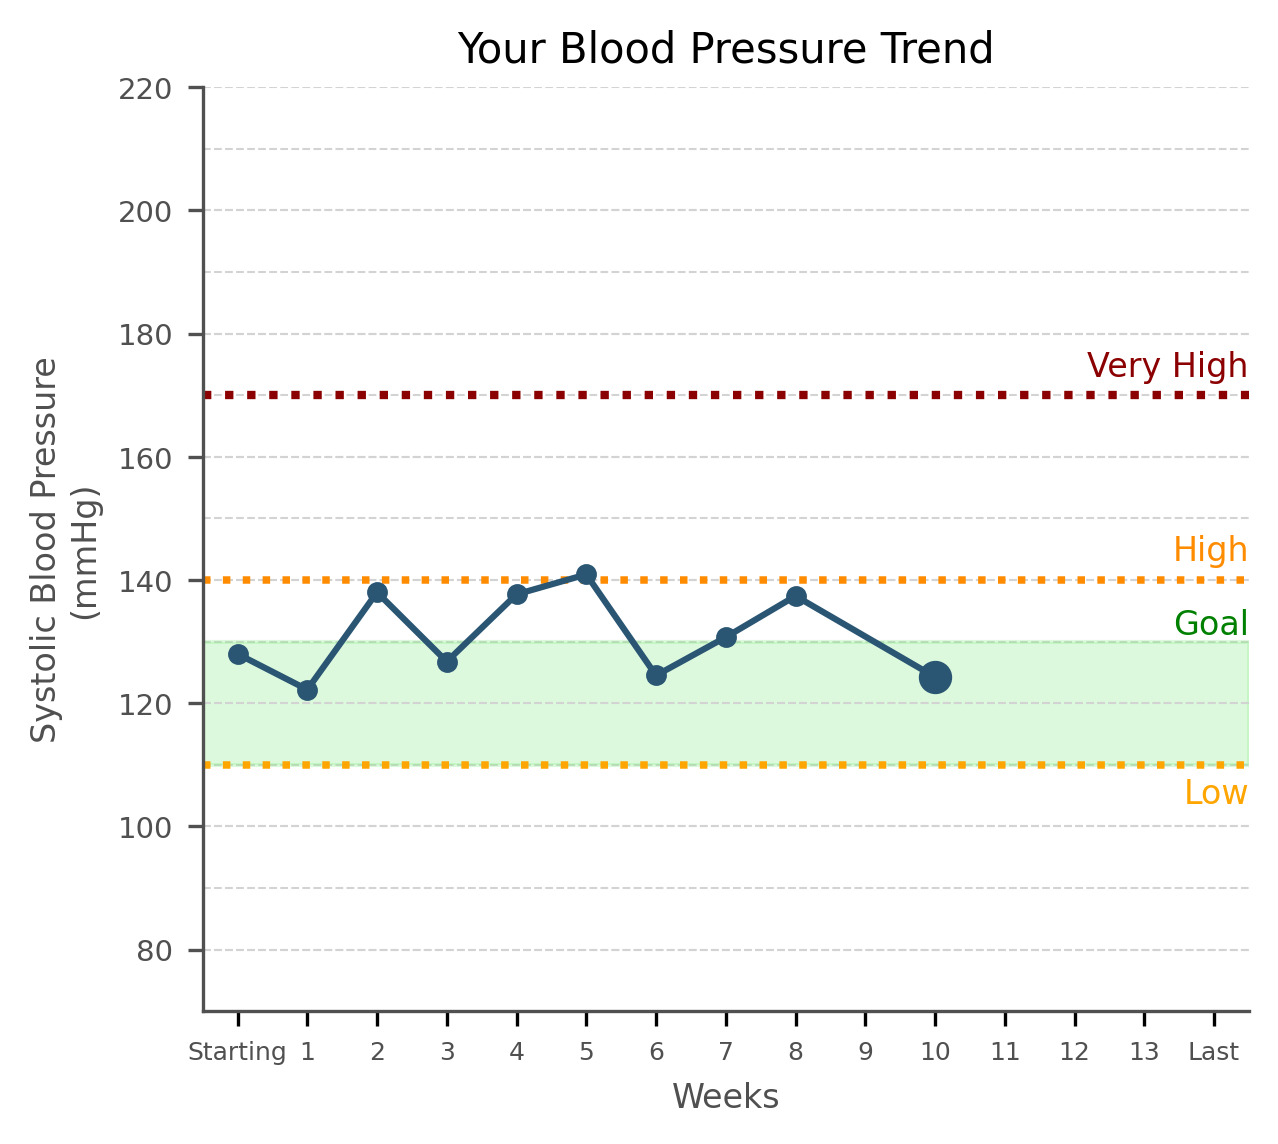 Your Blood Pressure Trend
220
200
180
Very High
160
High
140
Goal
120
Low
100
80
Systolic Blood Pressure
(mmHg)
Starting 1 2 3 4 5 6 7 8 9 10 11 12 13 Last
Weeks